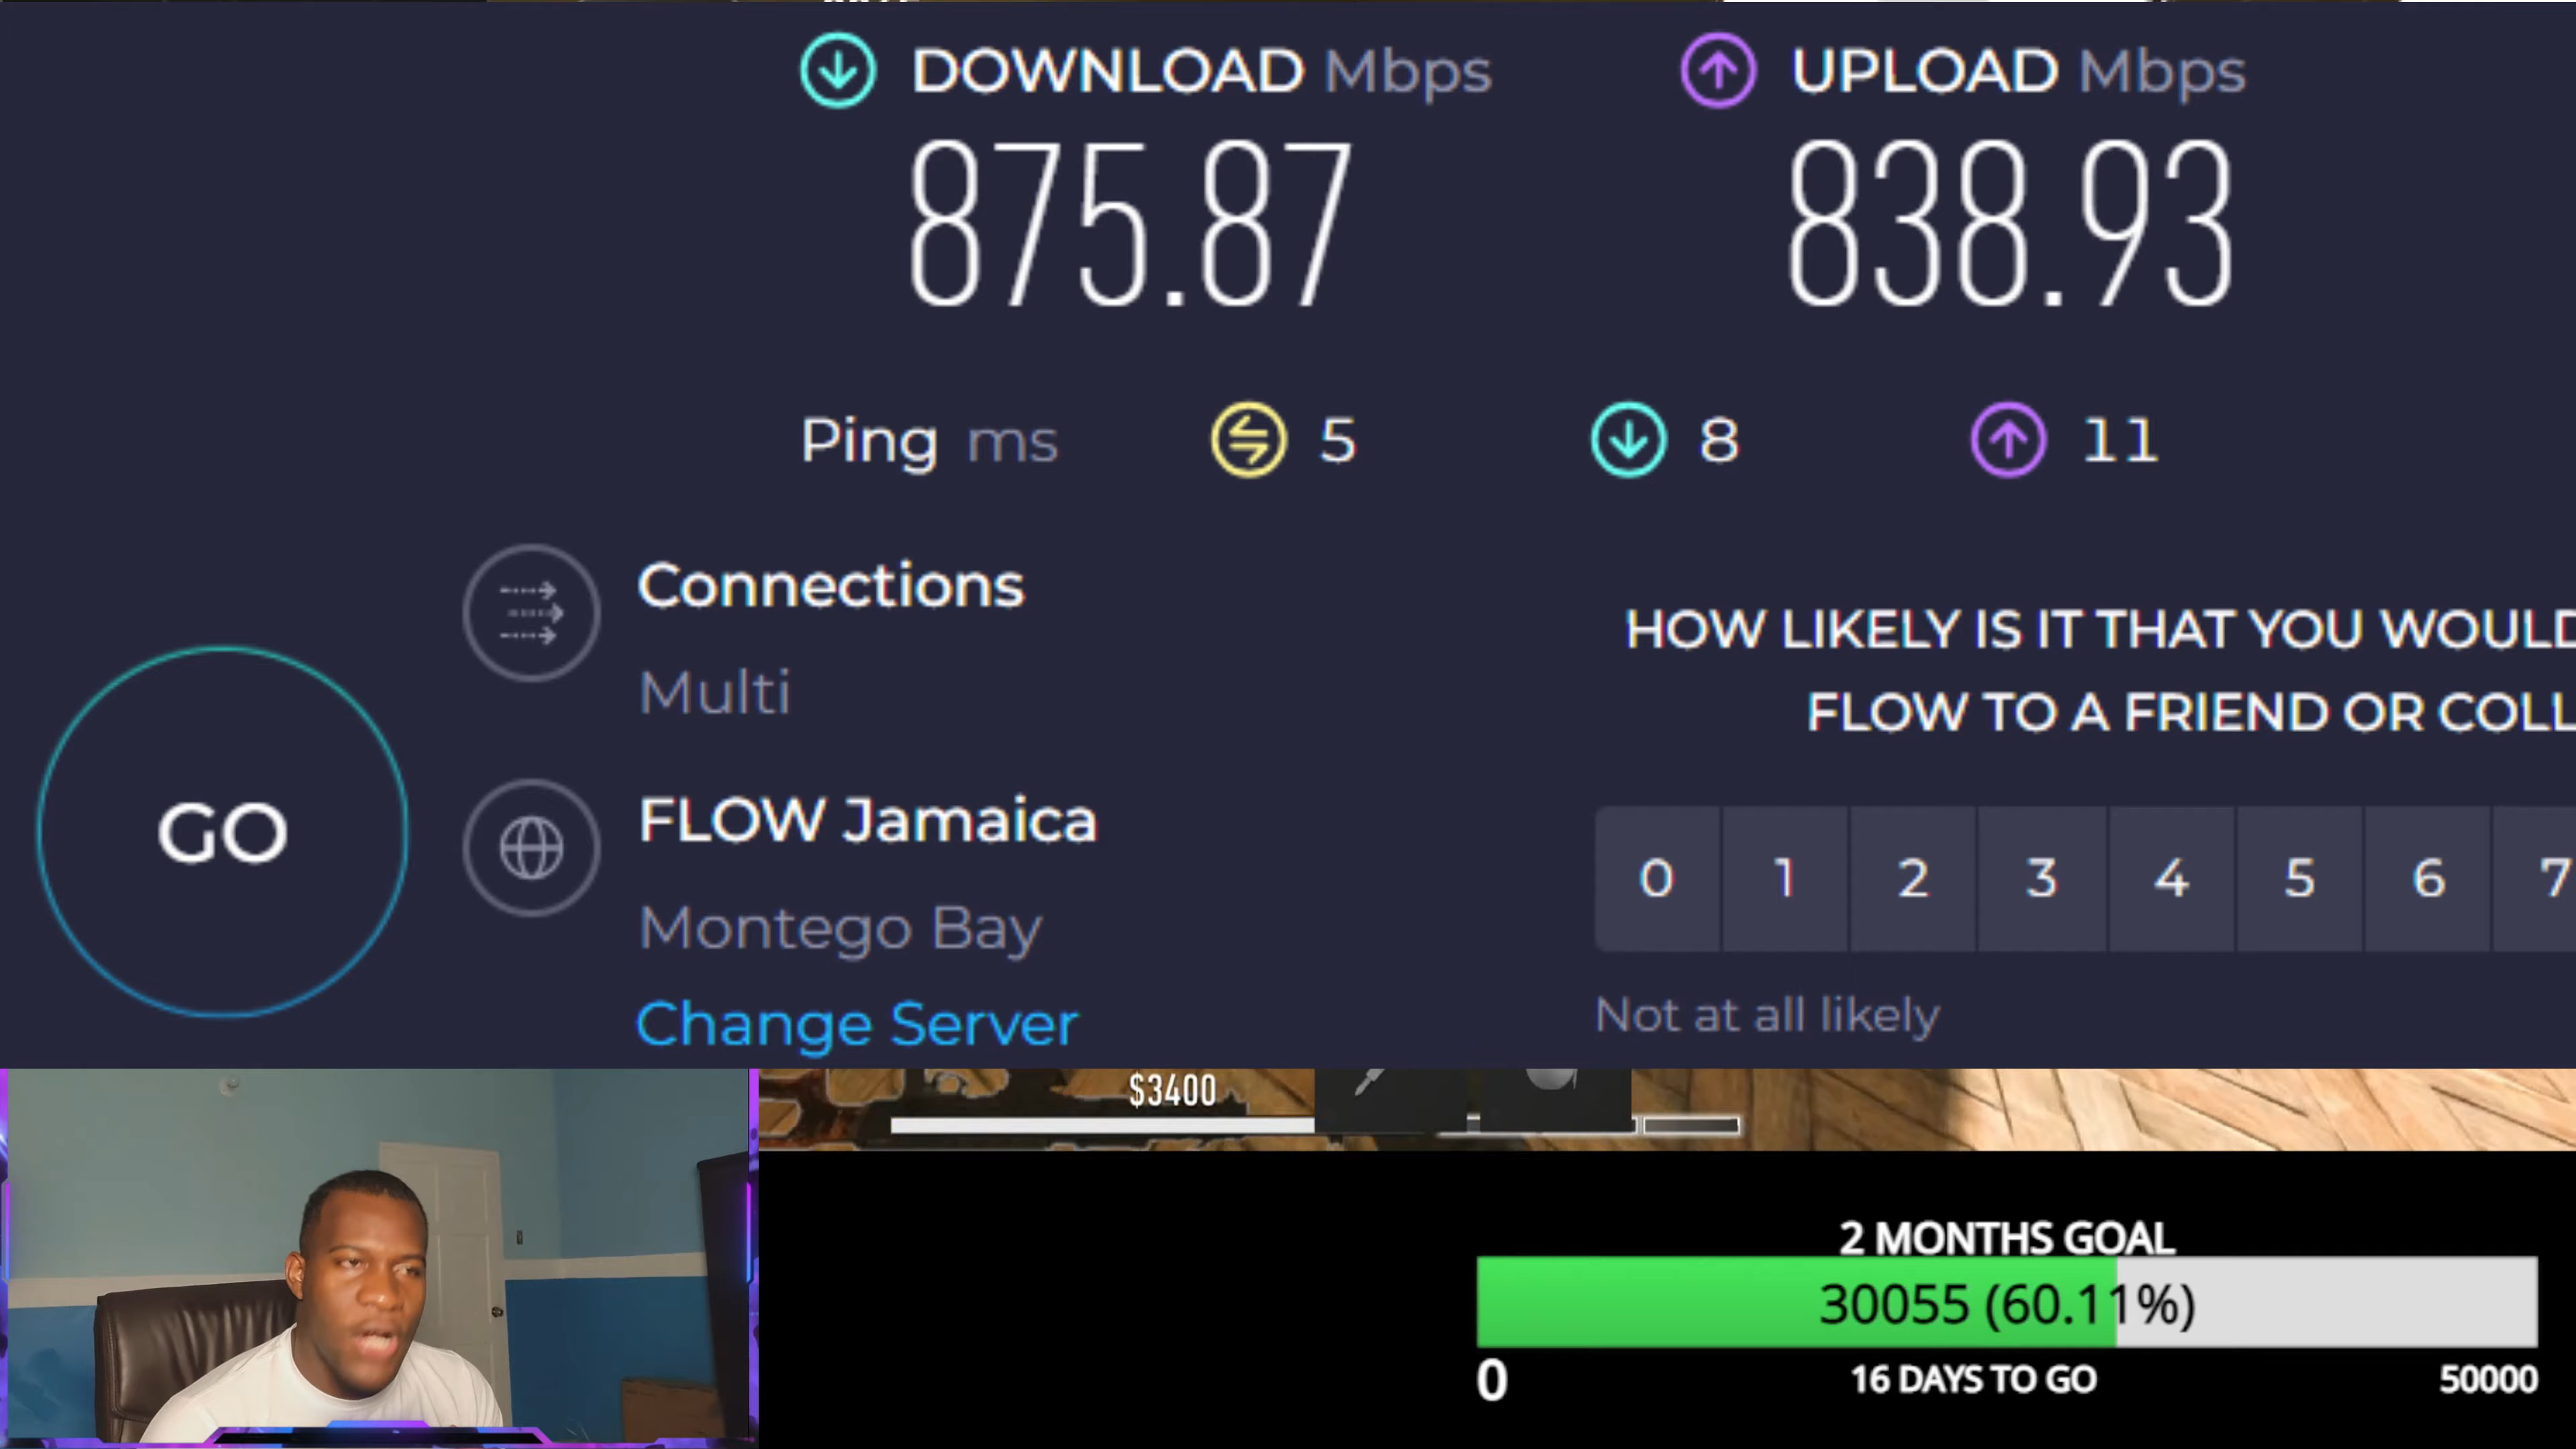 DOWNLOAD Mbps
875.87
UPLOAD Mbps
838.93
Ping ms 5 8 11
Connections
Multi
GO
FLOW Jamaica
Montego Bay
Change Server
HOW LIKELY IS IT THAT YOU WOULD
FLOW TO A FRIEND OR COLL
0 1 2 3 4 5 6 7
Not at all likely
$3400
2 MONTHS GOAL
30055 (60.11%)
0 16 DAYS TO GO 50000